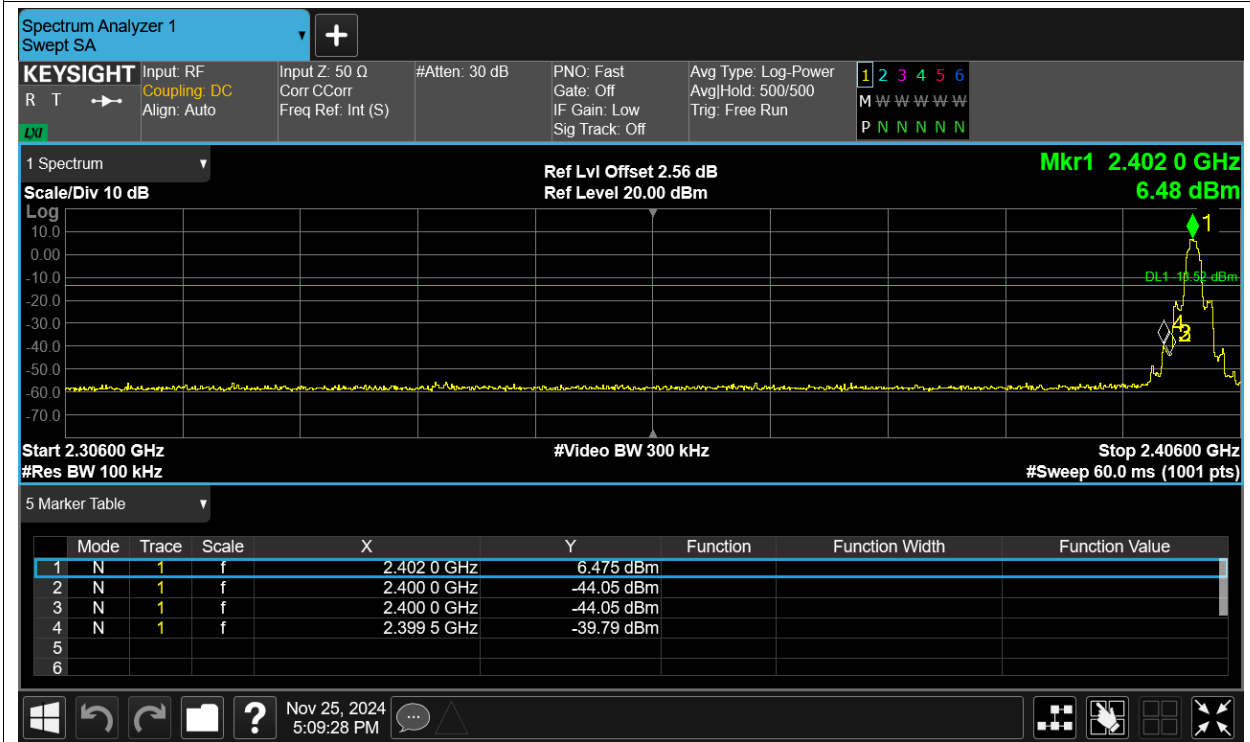 Spectrum Analyzer 1
Swept SA
+
KEYSIGHT Input: RF Input Z: 50 Ω #Atten: 30 dB PNO: Fast Avg Type: Log-Power 1 2 3 4 5 6
R T Coupling: DC Corr CCorr Gate: Off Avg|Hold: 500/500 M W W W W W
Align: Auto Freq Ref: Int (S) IF Gain: Low Trig: Free Run
LXI Sig Track: Off P N N N N N
1 Spectrum Ref Lvl Offset 2.56 dB Mkr1 2.402 0 GHz
Scale/Div 10 dB Ref Level 20.00 dBm 6.48 dBm
Log
1
10.0
0.00
-10.0
DL1 -13.52 dBm
-20.0
-30.0
4
-40.0
-50.0
-60.0
-70.0
Start 2.30600 GHz #Video BW 300 kHz Stop 2.40600 GHz
#Res BW 100 kHz #Sweep 60.0 ms (1001 pts)
5 Marker Table
Mode Trace Scale X Y Function Function Width Function Value
1 N 1 f 2.402 0 GHz 6.475 dBm
2 N 1 f 2.400 0 GHz -44.05 dBm
3 N 1 f 2.400 0 GHz -44.05 dBm
4 N 1 f 2.399 5 GHz -39.79 dBm
5
6
? Nov 25, 2024
5:09:28 PM